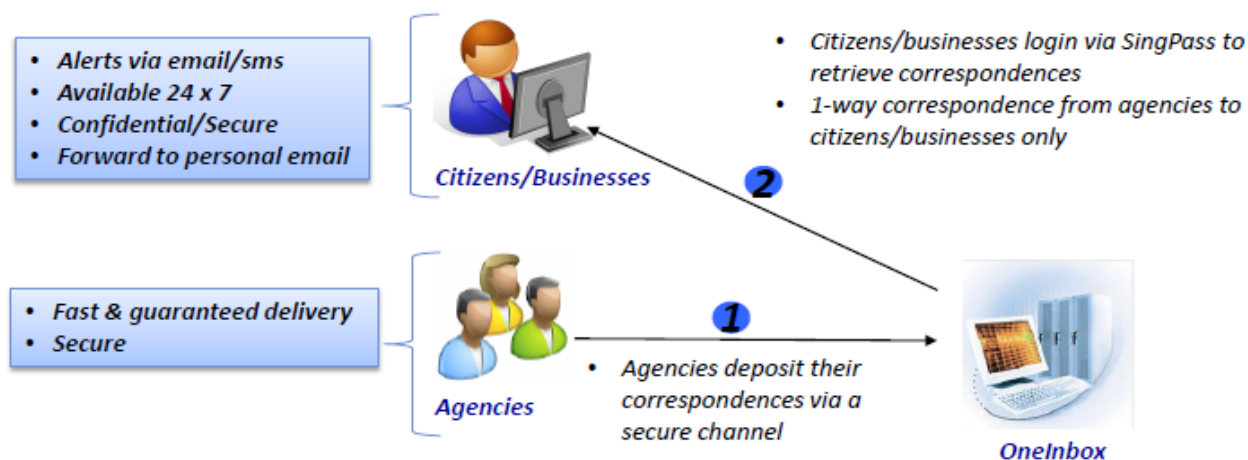 • Alerts via email/sms
• Available 24 x 7
• Confidential/Secure
• Forward to personal email
Citizens/Businesses
• Citizens/businesses login via SingPass to
retrieve correspondences
• 1-way correspondence from agencies to
citizens/businesses only
2
• Fast & guaranteed delivery
• Secure
Agencies
1
• Agencies deposit their
correspondences via a
secure channel
OneInbox